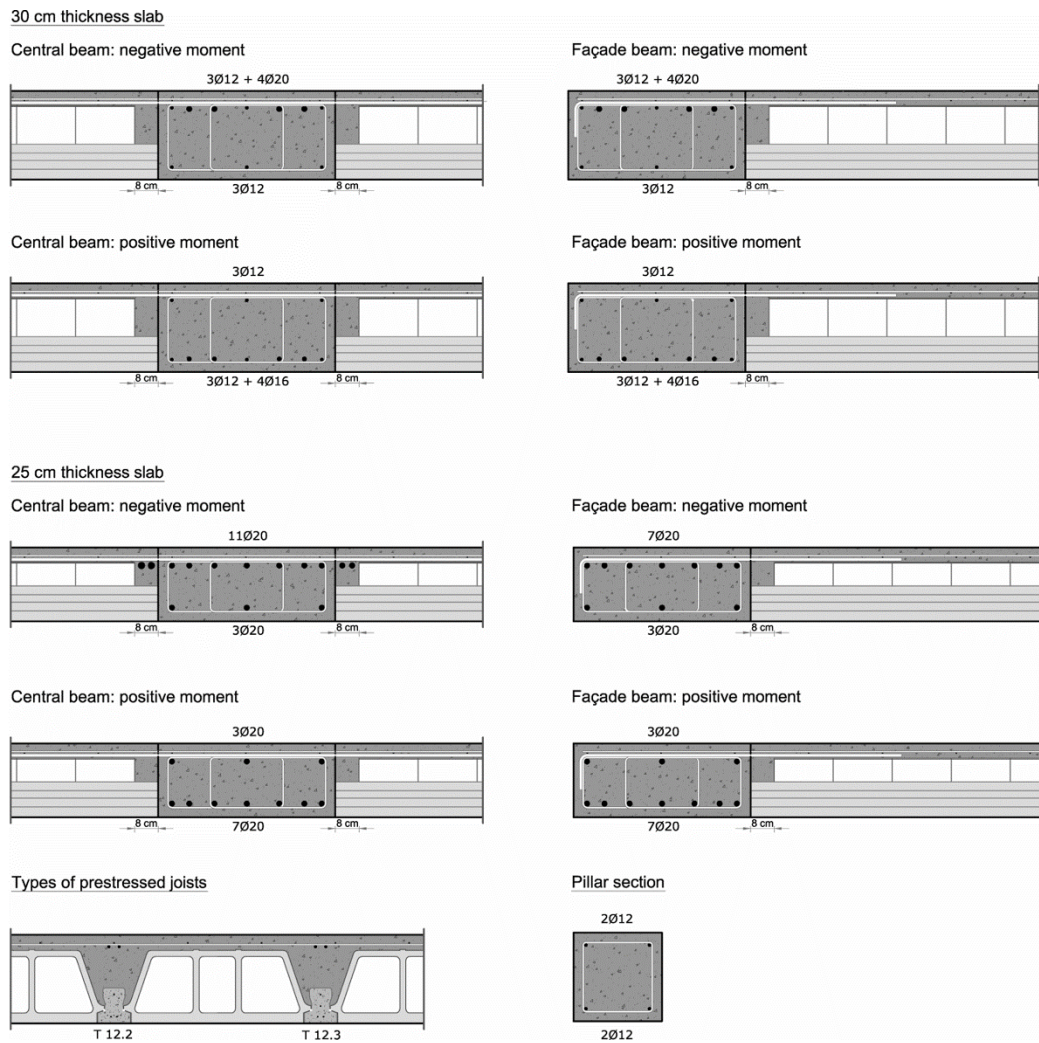 30 cm thickness slab
Central beam: negative moment
Façade beam: negative moment
3Ø12 + 4Ø20
3Ø12 + 4Ø20
8 cm
3Ø12
8 cm
3Ø12
8 cm
Central beam: positive moment
Façade beam: positive moment
3Ø12
3Ø12
8 cm
3Ø12 + 4Ø16
8 cm
3Ø12 + 4Ø16
8 cm
25 cm thickness slab
Central beam: negative moment
Façade beam: negative moment
11Ø20
7Ø20
8 cm
3Ø20
8 cm
3Ø20
8 cm
Central beam: positive moment
Façade beam: positive moment
3Ø20
3Ø20
8 cm
7Ø20
8 cm
7Ø20
8 cm
Types of prestressed joists
Pillar section
2Ø12
T 12.2
T 12.3
2Ø12